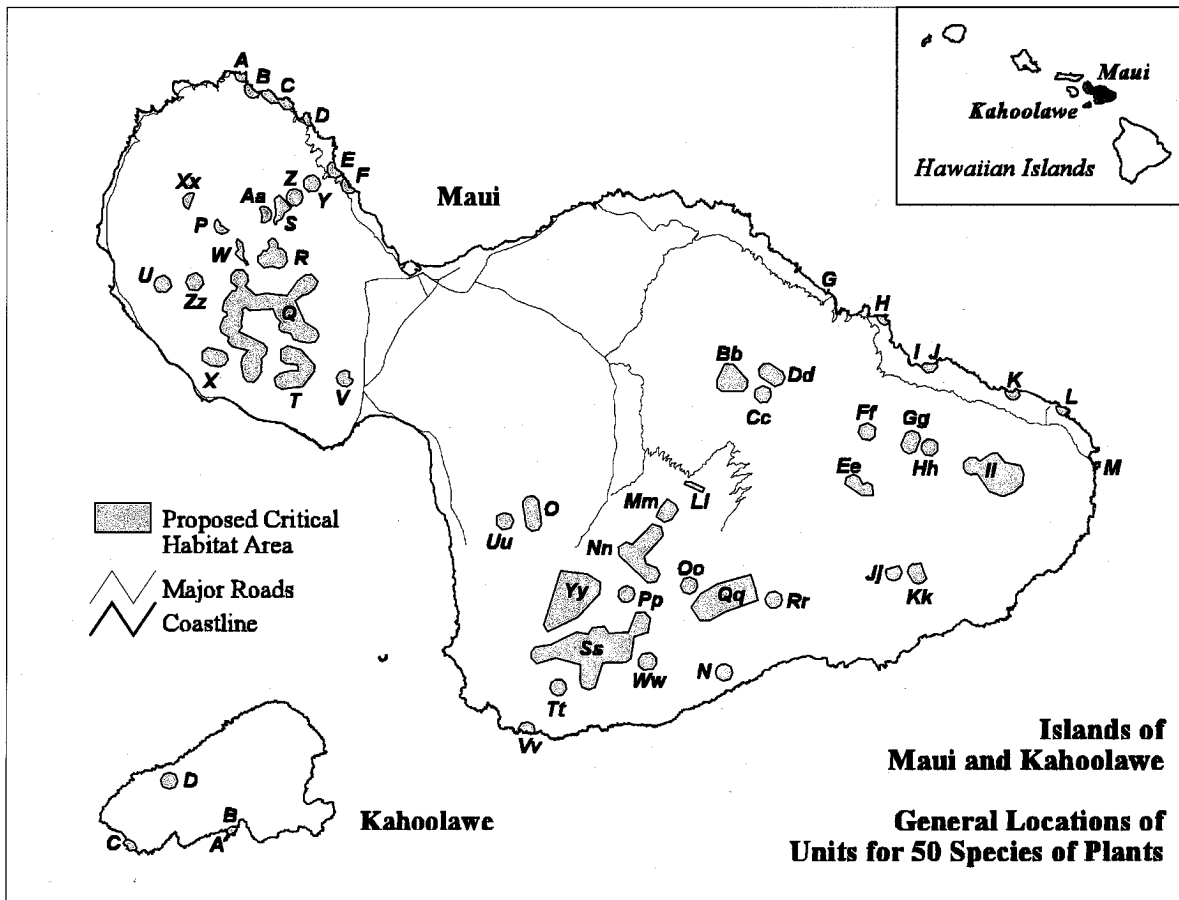 Maui
Kahoolawe
Hawaiian Islands
A
B
C
D
E
F
Maui
Xx
Aa
Z
Y
S
P
W
R
U
Zz
Q
X
T
V
G
H
I
J
K
L
M
Bb
Dd
Cc
Ff
Gg
Hh
Ee
II
Mm
Ll
O
Uu
Nn
Oo
Jj
Kk
Yy
Pp
Qq
Rr
Ss
Ww
N
Tt
Vv
Proposed Critical
Habitat Area
Major Roads
Coastline
D
B
C
A
Kahoolawe
Islands of
Maui and Kahoolawe
General Locations of
Units for 50 Species of Plants